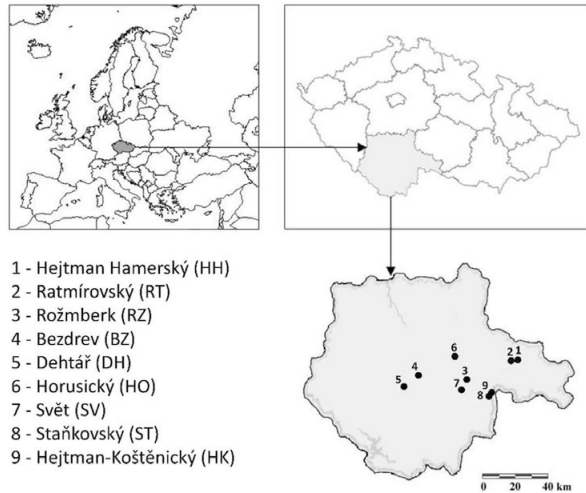 1 - Hejtman Hamerský (HH)
2 - Ratmírovský (RT)
3 - Rožmberk (RZ)
4 - Bezdrev (BZ)
5 - Dehtář (DH)
6 - Horusický (HO)
7 - Svět (SV)
8 - Staňkovský (ST)
9 - Hejtman-Koštěnický (HK)
6
2 1
4
3
5
7
9
8
0 20 40 km